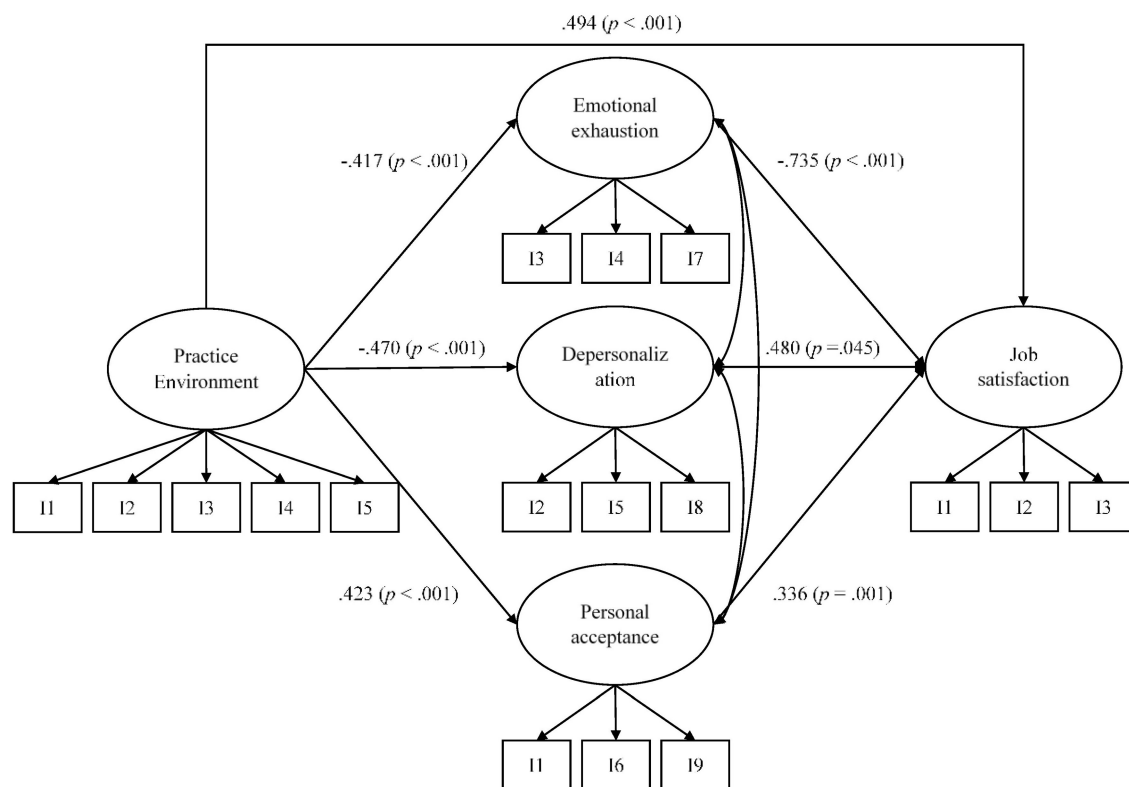 .494 (p < .001)
Emotional
exhaustion
-.417 (p < .001)
-.735 (p < .001)
I3
I4
I7
Practice
Environment
-.470 (p < .001)
Depersonaliz
ation
.480 (p =.045)
Job
satisfaction
I1
I2
I3
I4
I5
I2
I5
I8
I1
I2
I3
.423 (p < .001)
Personal
acceptance
.336 (p = .001)
I1
I6
I9